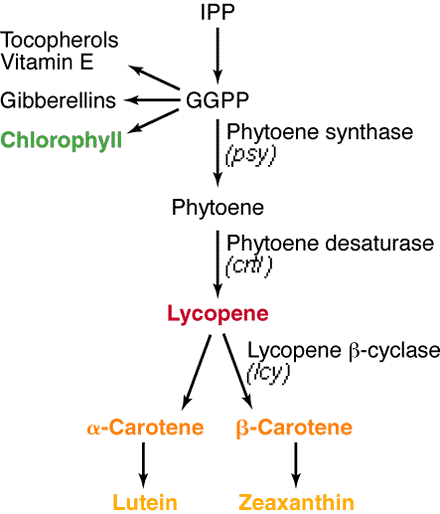 IPP
Tocopherols
Vitamin E
Gibberellins
GGPP
Chlorophyll
Phytoene synthase
(psy)
Phytoene
Phytoene desaturase
(crtI)
Lycopene
Lycopene β-cyclase
(lcy)
α-Carotene
β-Carotene
Lutein
Zeaxanthin